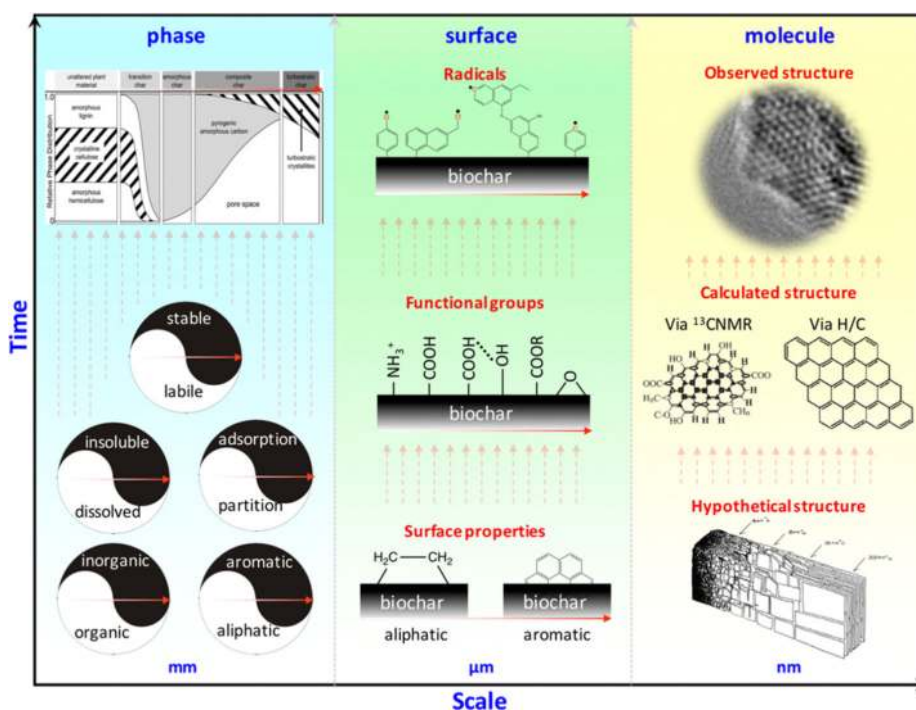 phase
surface
molecule
unaltered plant material
transition char
amorphous char
composite char
turbostratic char
1.0
amorphous lignin
crystalline cellulose
amorphous hemicellulose
0
Relative Phase Distribution
pyrogenic amorphous carbon
turbostratic crystallites
pore space
stable
labile
insoluble
dissolved
adsorption
partition
inorganic
organic
aromatic
aliphatic
mm
Radicals
biochar
Functional groups
NH₃⁺
COOH
COOH
OH
COOR
O
biochar
Surface properties
H₂C
CH₂
biochar
biochar
aliphatic
aromatic
μm
Observed structure
Calculated structure
Via ¹³CNMR
Via H/C
Hypothetical structure
nm
Time
Scale